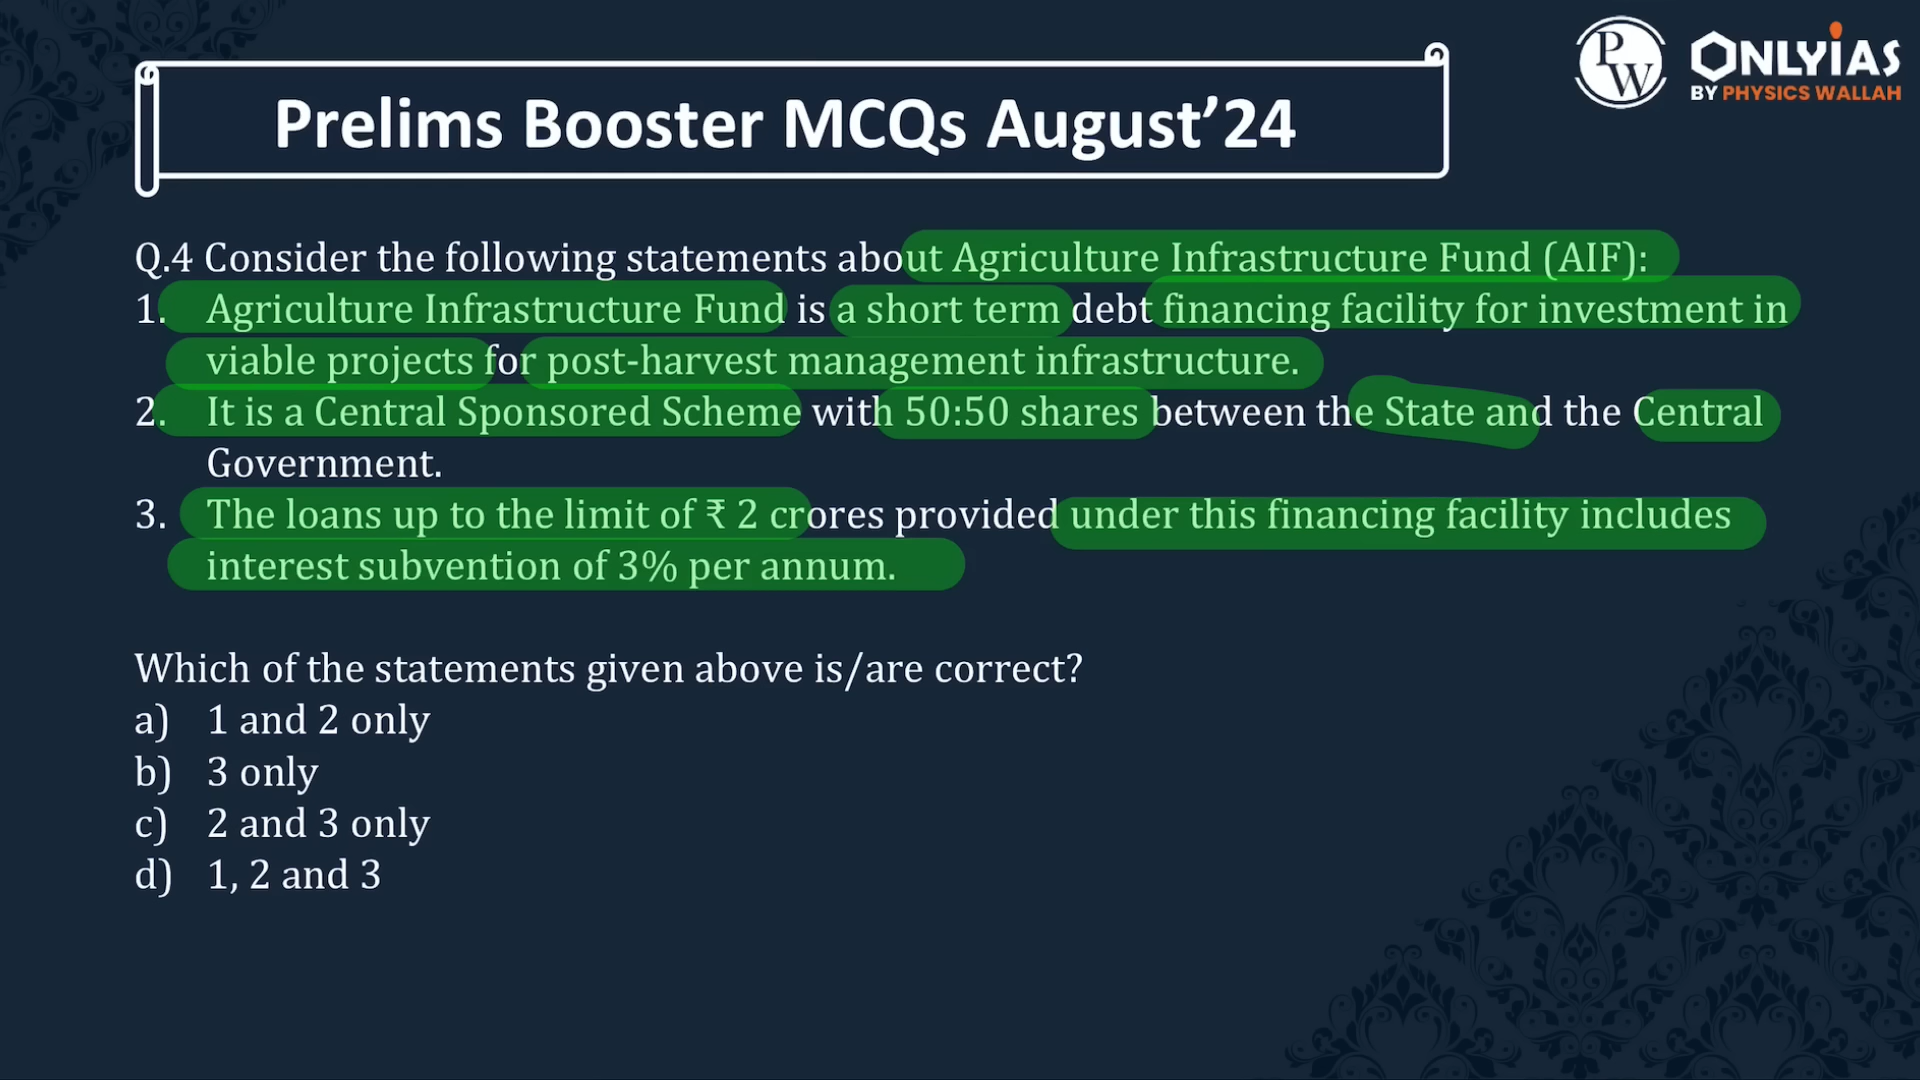 PW
ONLYIAS
BY PHYSICS WALLAH
Prelims Booster MCQs August’24
Q.4 Consider the following statements about Agriculture Infrastructure Fund (AIF):
1. Agriculture Infrastructure Fund is a short term debt financing facility for investment in
viable projects for post-harvest management infrastructure.
2. It is a Central Sponsored Scheme with 50:50 shares between the State and the Central
Government.
3. The loans up to the limit of ₹ 2 crores provided under this financing facility includes
interest subvention of 3% per annum.
Which of the statements given above is/are correct?
a) 1 and 2 only
b) 3 only
c) 2 and 3 only
d) 1, 2 and 3